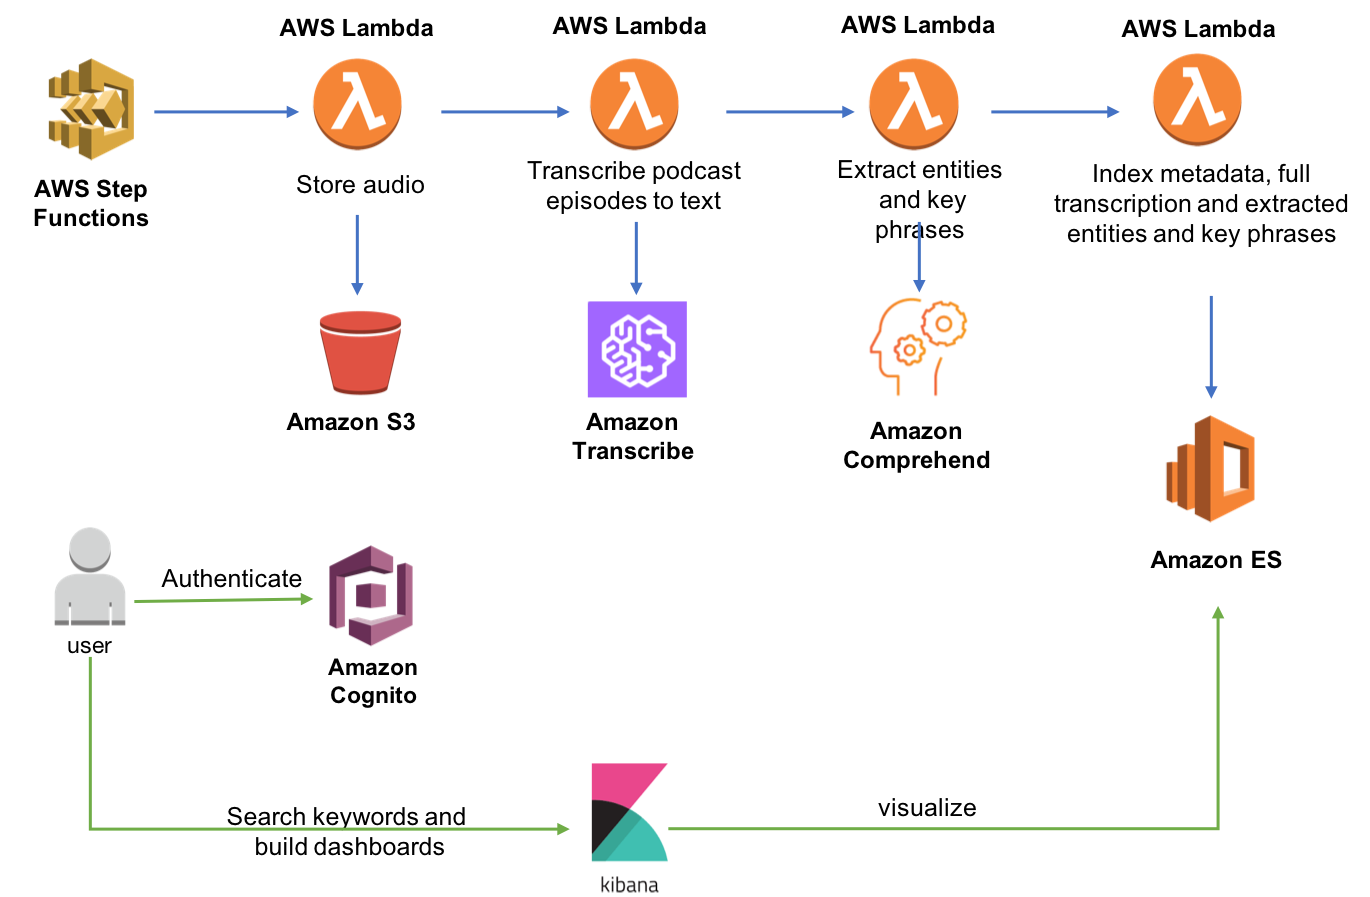 AWS Lambda
AWS Lambda
AWS Lambda
AWS Lambda
AWS Step
Functions
Store audio
Transcribe podcast
episodes to text
Extract entities
and key
phrases
Index metadata, full
transcription and extracted
entities and key phrases
Amazon S3
Amazon
Transcribe
Amazon
Comprehend
Amazon ES
user
Authenticate
Amazon
Cognito
Search keywords and
build dashboards
kibana
visualize